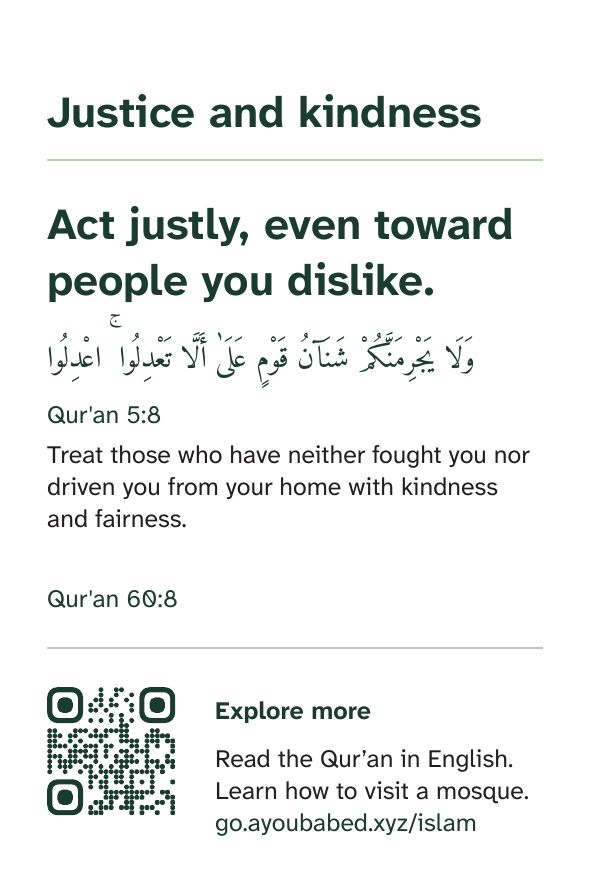 Justice and kindness
Act justly, even toward
people you dislike.
وَلَا يَجْرِمَنَّكُمْ شَنَآنُ قَوْمٍ عَلَىٰ أَلَّا تَعْدِلُوا ۚ اعْدِلُوا
Qur'an 5:8
Treat those who have neither fought you nor
driven you from your home with kindness
and fairness.
Qur'an 60:8
Explore more
Read the Qur’an in English.
Learn how to visit a mosque.
go.ayoubabed.xyz/islam